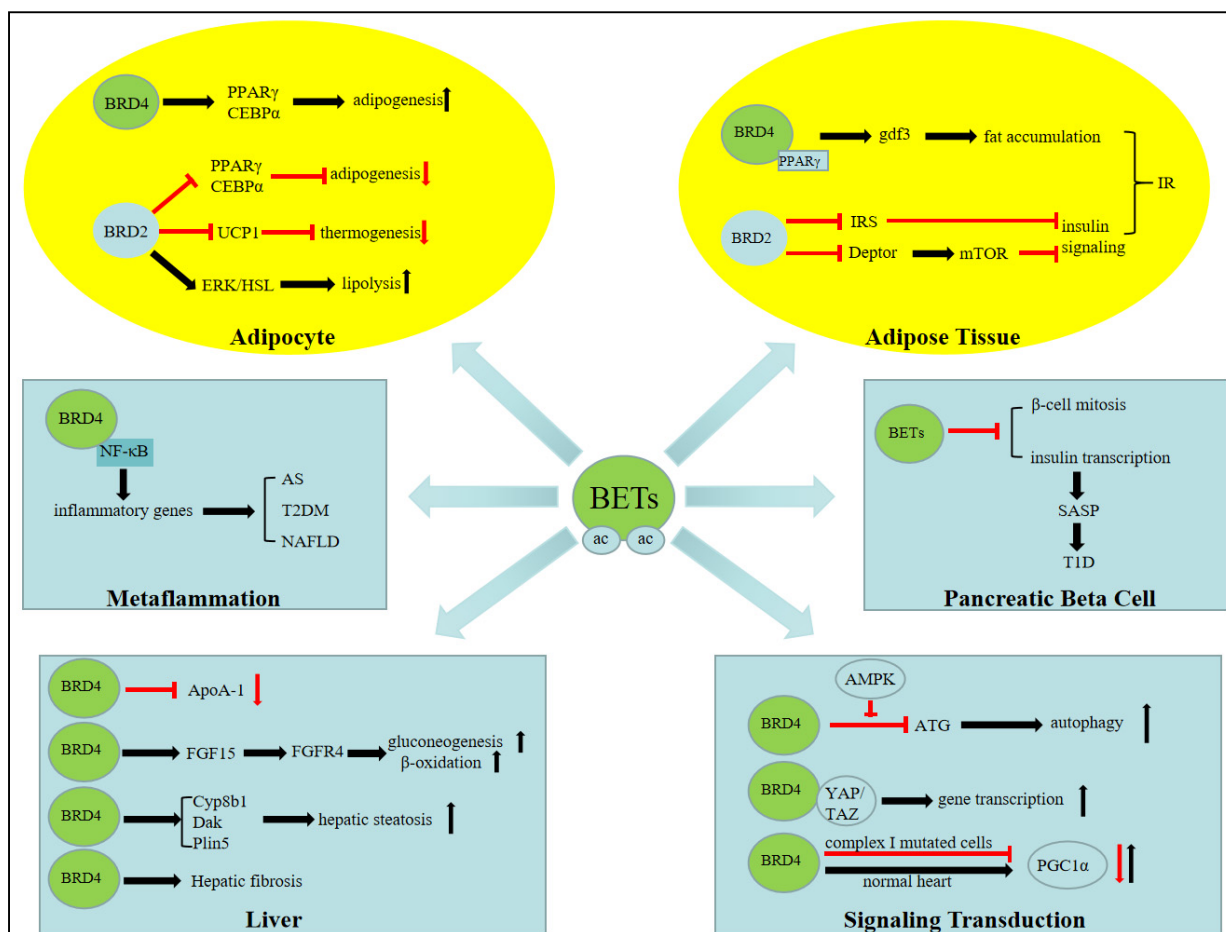 BRD4
PPARγ
CEBPα
adipogenesis
PPARγ
CEBPα
adipogenesis
BRD2
UCP1
thermogenesis
ERK/HSL
lipolysis
Adipocyte
BRD4
PPARγ
gdf3
fat accumulation
IR
BRD2
IRS
insulin
signaling
Deptor
mTOR
Adipose Tissue
BRD4
NF-κB
inflammatory genes
AS
T2DM
NAFLD
Metaflammation
BETs
ac
ac
BETs
β-cell mitosis
insulin transcription
SASP
T1D
Pancreatic Beta Cell
BRD4
ApoA-1
BRD4
FGF15
FGFR4
gluconeogenesis
β-oxidation
BRD4
Cyp8b1
Dak
Plin5
hepatic steatosis
BRD4
Hepatic fibrosis
Liver
AMPK
BRD4
ATG
autophagy
BRD4
YAP/
TAZ
gene transcription
BRD4
complex I mutated cells
normal heart
PGC1α
Signaling Transduction